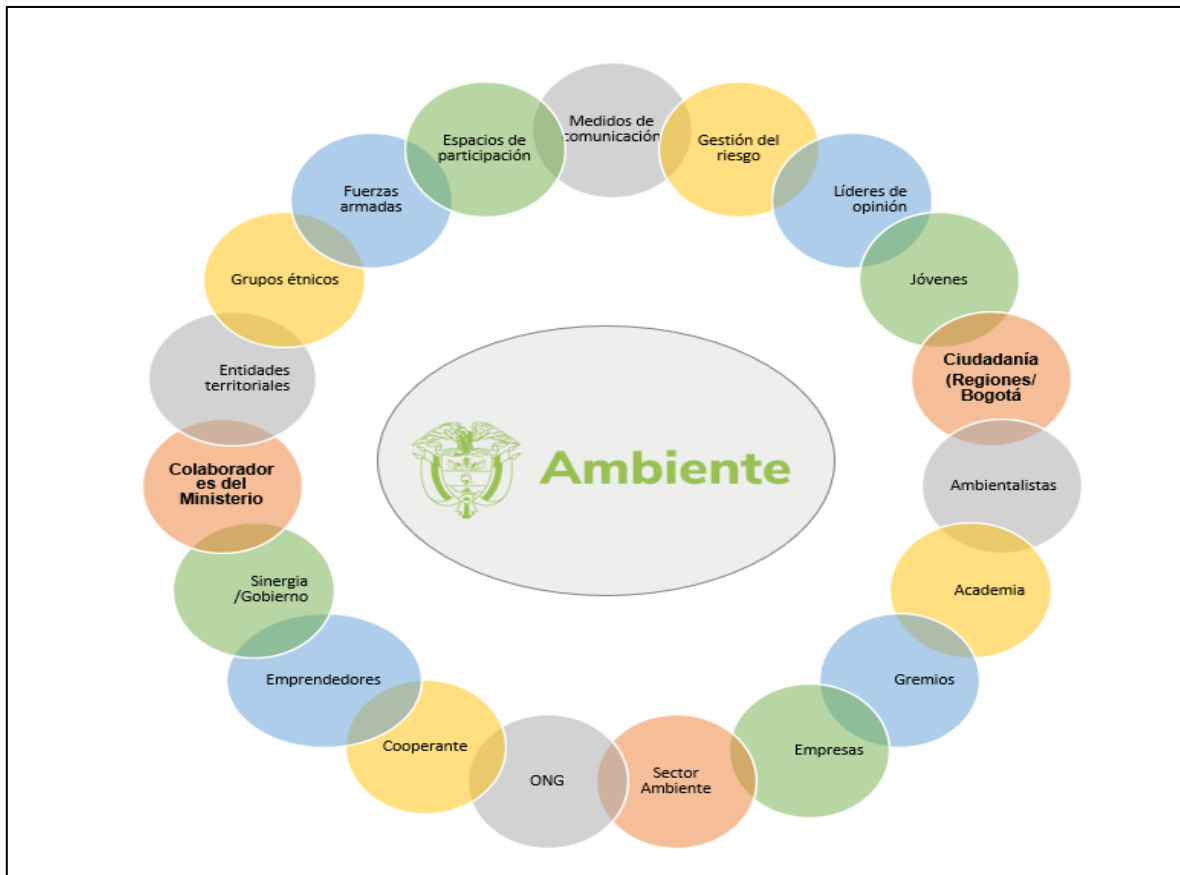 Medidos de
comunicación
Gestión del
riesgo
Líderes de
opinión
Jóvenes
Ciudadanía
(Regiones/
Bogotá
Ambientalistas
Academia
Gremios
Empresas
Sector
Ambiente
ONG
Cooperante
Emprendedores
Sinergia
/Gobierno
Colaborador
es del
Ministerio
Entidades
territoriales
Grupos étnicos
Fuerzas
armadas
Espacios de
participación
Ambiente